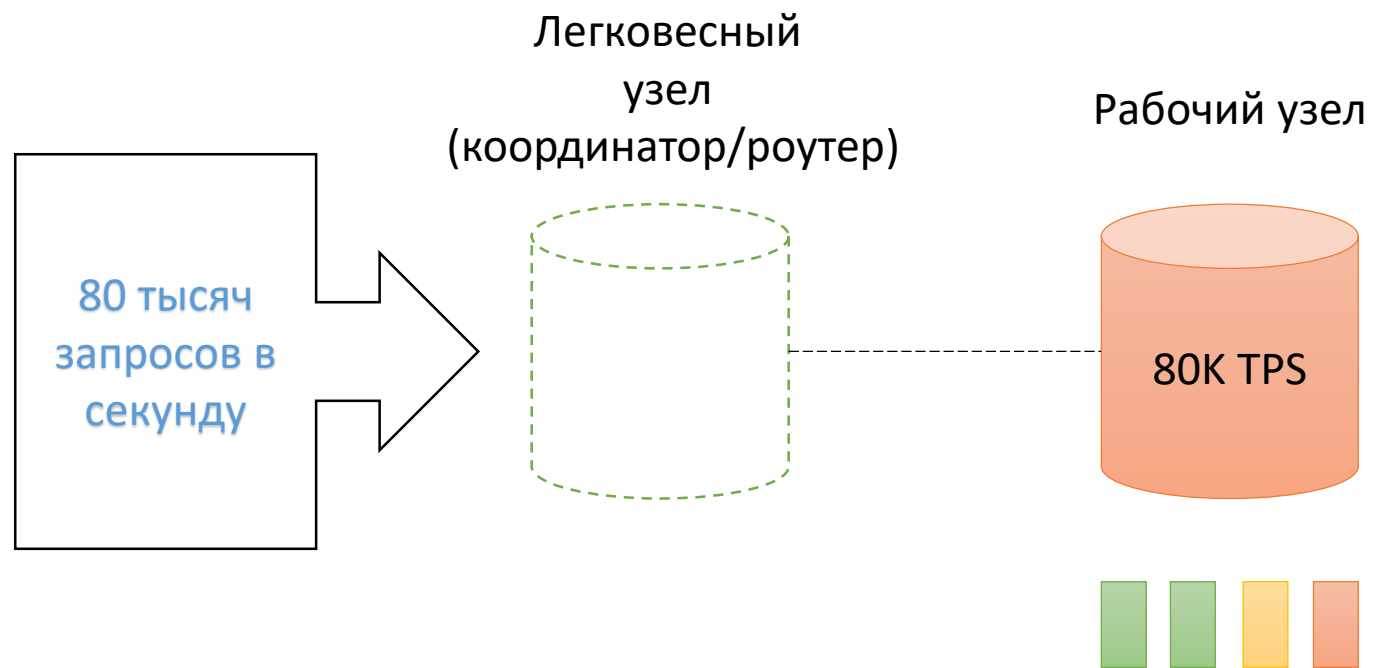 Легковесный
узел
(координатор/роутер)
Рабочий узел
80 тысяч
запросов в
секунду
80K TPS